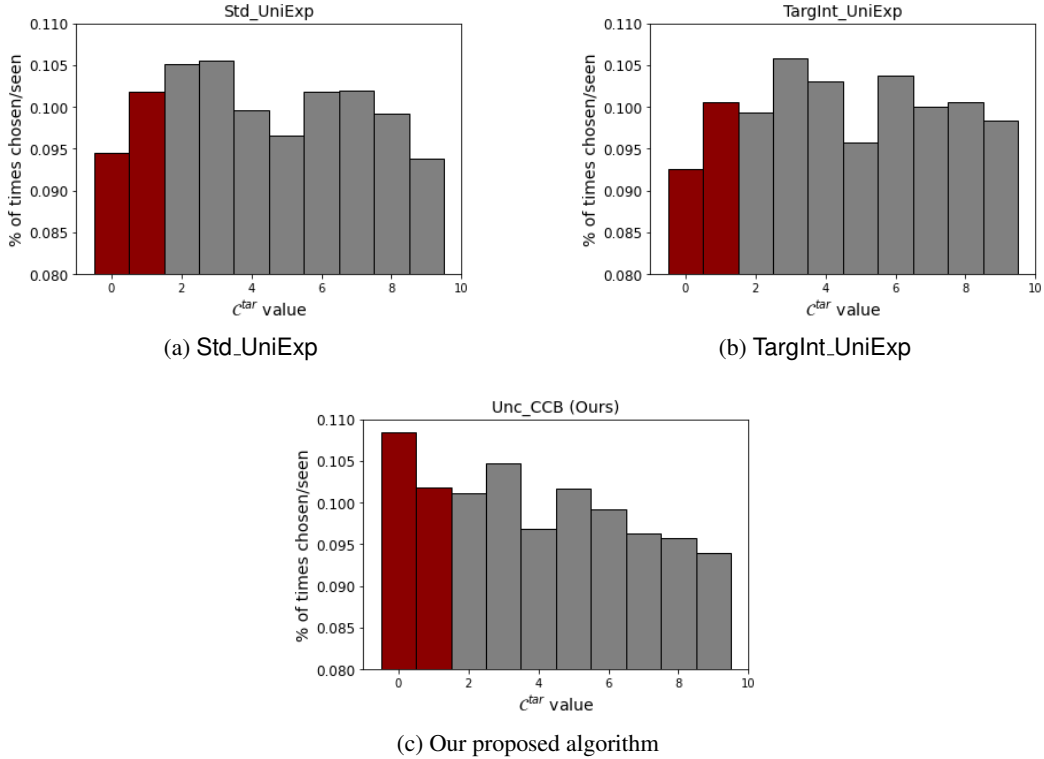 Std_UniExp
0.110
0.105
0.100
0.095
0.090
0.085
0.080
% of times chosen/seen
0 2 4 6 8 10
c^tar value
(a) Std_UniExp
TargInt_UniExp
0.110
0.105
0.100
0.095
0.090
0.085
0.080
% of times chosen/seen
0 2 4 6 8 10
c^tar value
(b) TargInt_UniExp
Unc_CCB (Ours)
0.110
0.105
0.100
0.095
0.090
0.085
0.080
% of times chosen/seen
0 2 4 6 8 10
c^tar value
(c) Our proposed algorithm